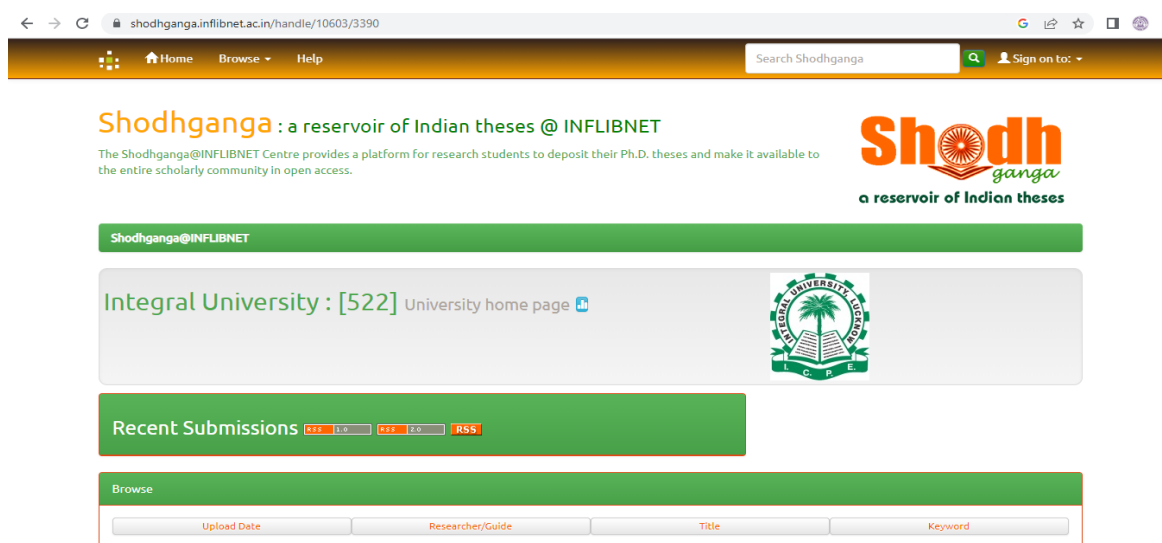 shodhganga.inflibnet.ac.in/handle/10603/3390
Home Browse Help Search Shodhganga Sign on to:
Shodhganga : a reservoir of Indian theses @ INFLIBNET
The Shodhganga@INFLIBNET Centre provides a platform for research students to deposit their Ph.D. theses and make it available to
the entire scholarly community in open access.
Shodh
ganga
a reservoir of Indian theses
Shodhganga@INFLIBNET
Integral University : [522] University home page
INTEGRAL UNIVERSITY, LUCKNOW
I. C. P. E.
Recent Submissions RSS 1.0 RSS 2.0 RSS
Browse
Upload Date Researcher/Guide Title Keyword